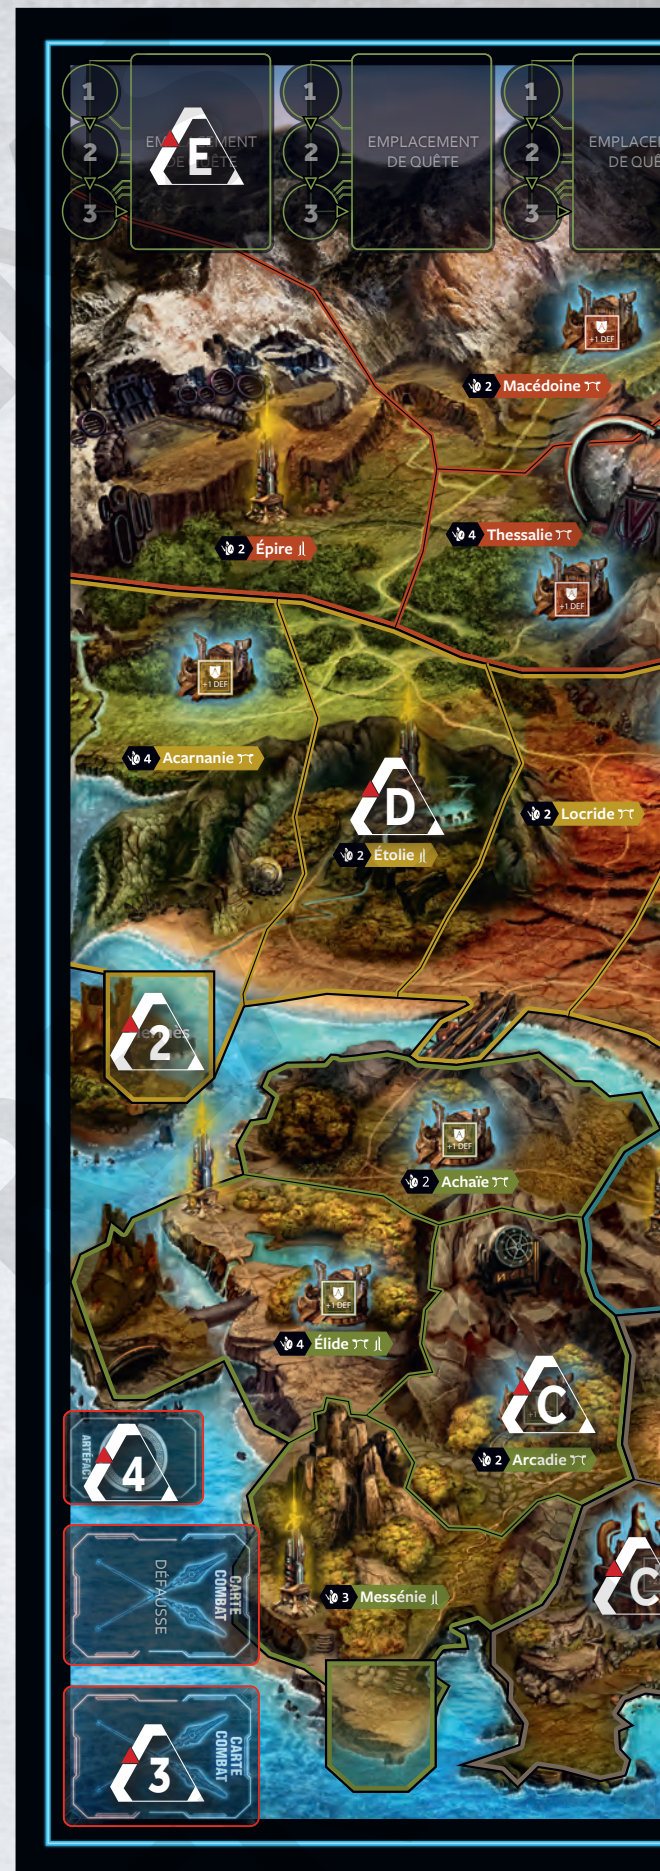 1
2
3
E
1
2
3
EMPLACEMENT
DE QUÊTE
1
2
3
+1 DEF
2 Macédoine
4 Thessalie
2 Épire
+1 DEF
+1 DEF
4 Acarnanie
D
2 Locride
2 Étolie
2
+1 DEF
2 Achaïe
+1 DEF
4 Élide
C
2 Arcadie
4
C
DÉFAUSSE
CARTE
COMBAT
3 Messénie
3
CARTE
COMBAT